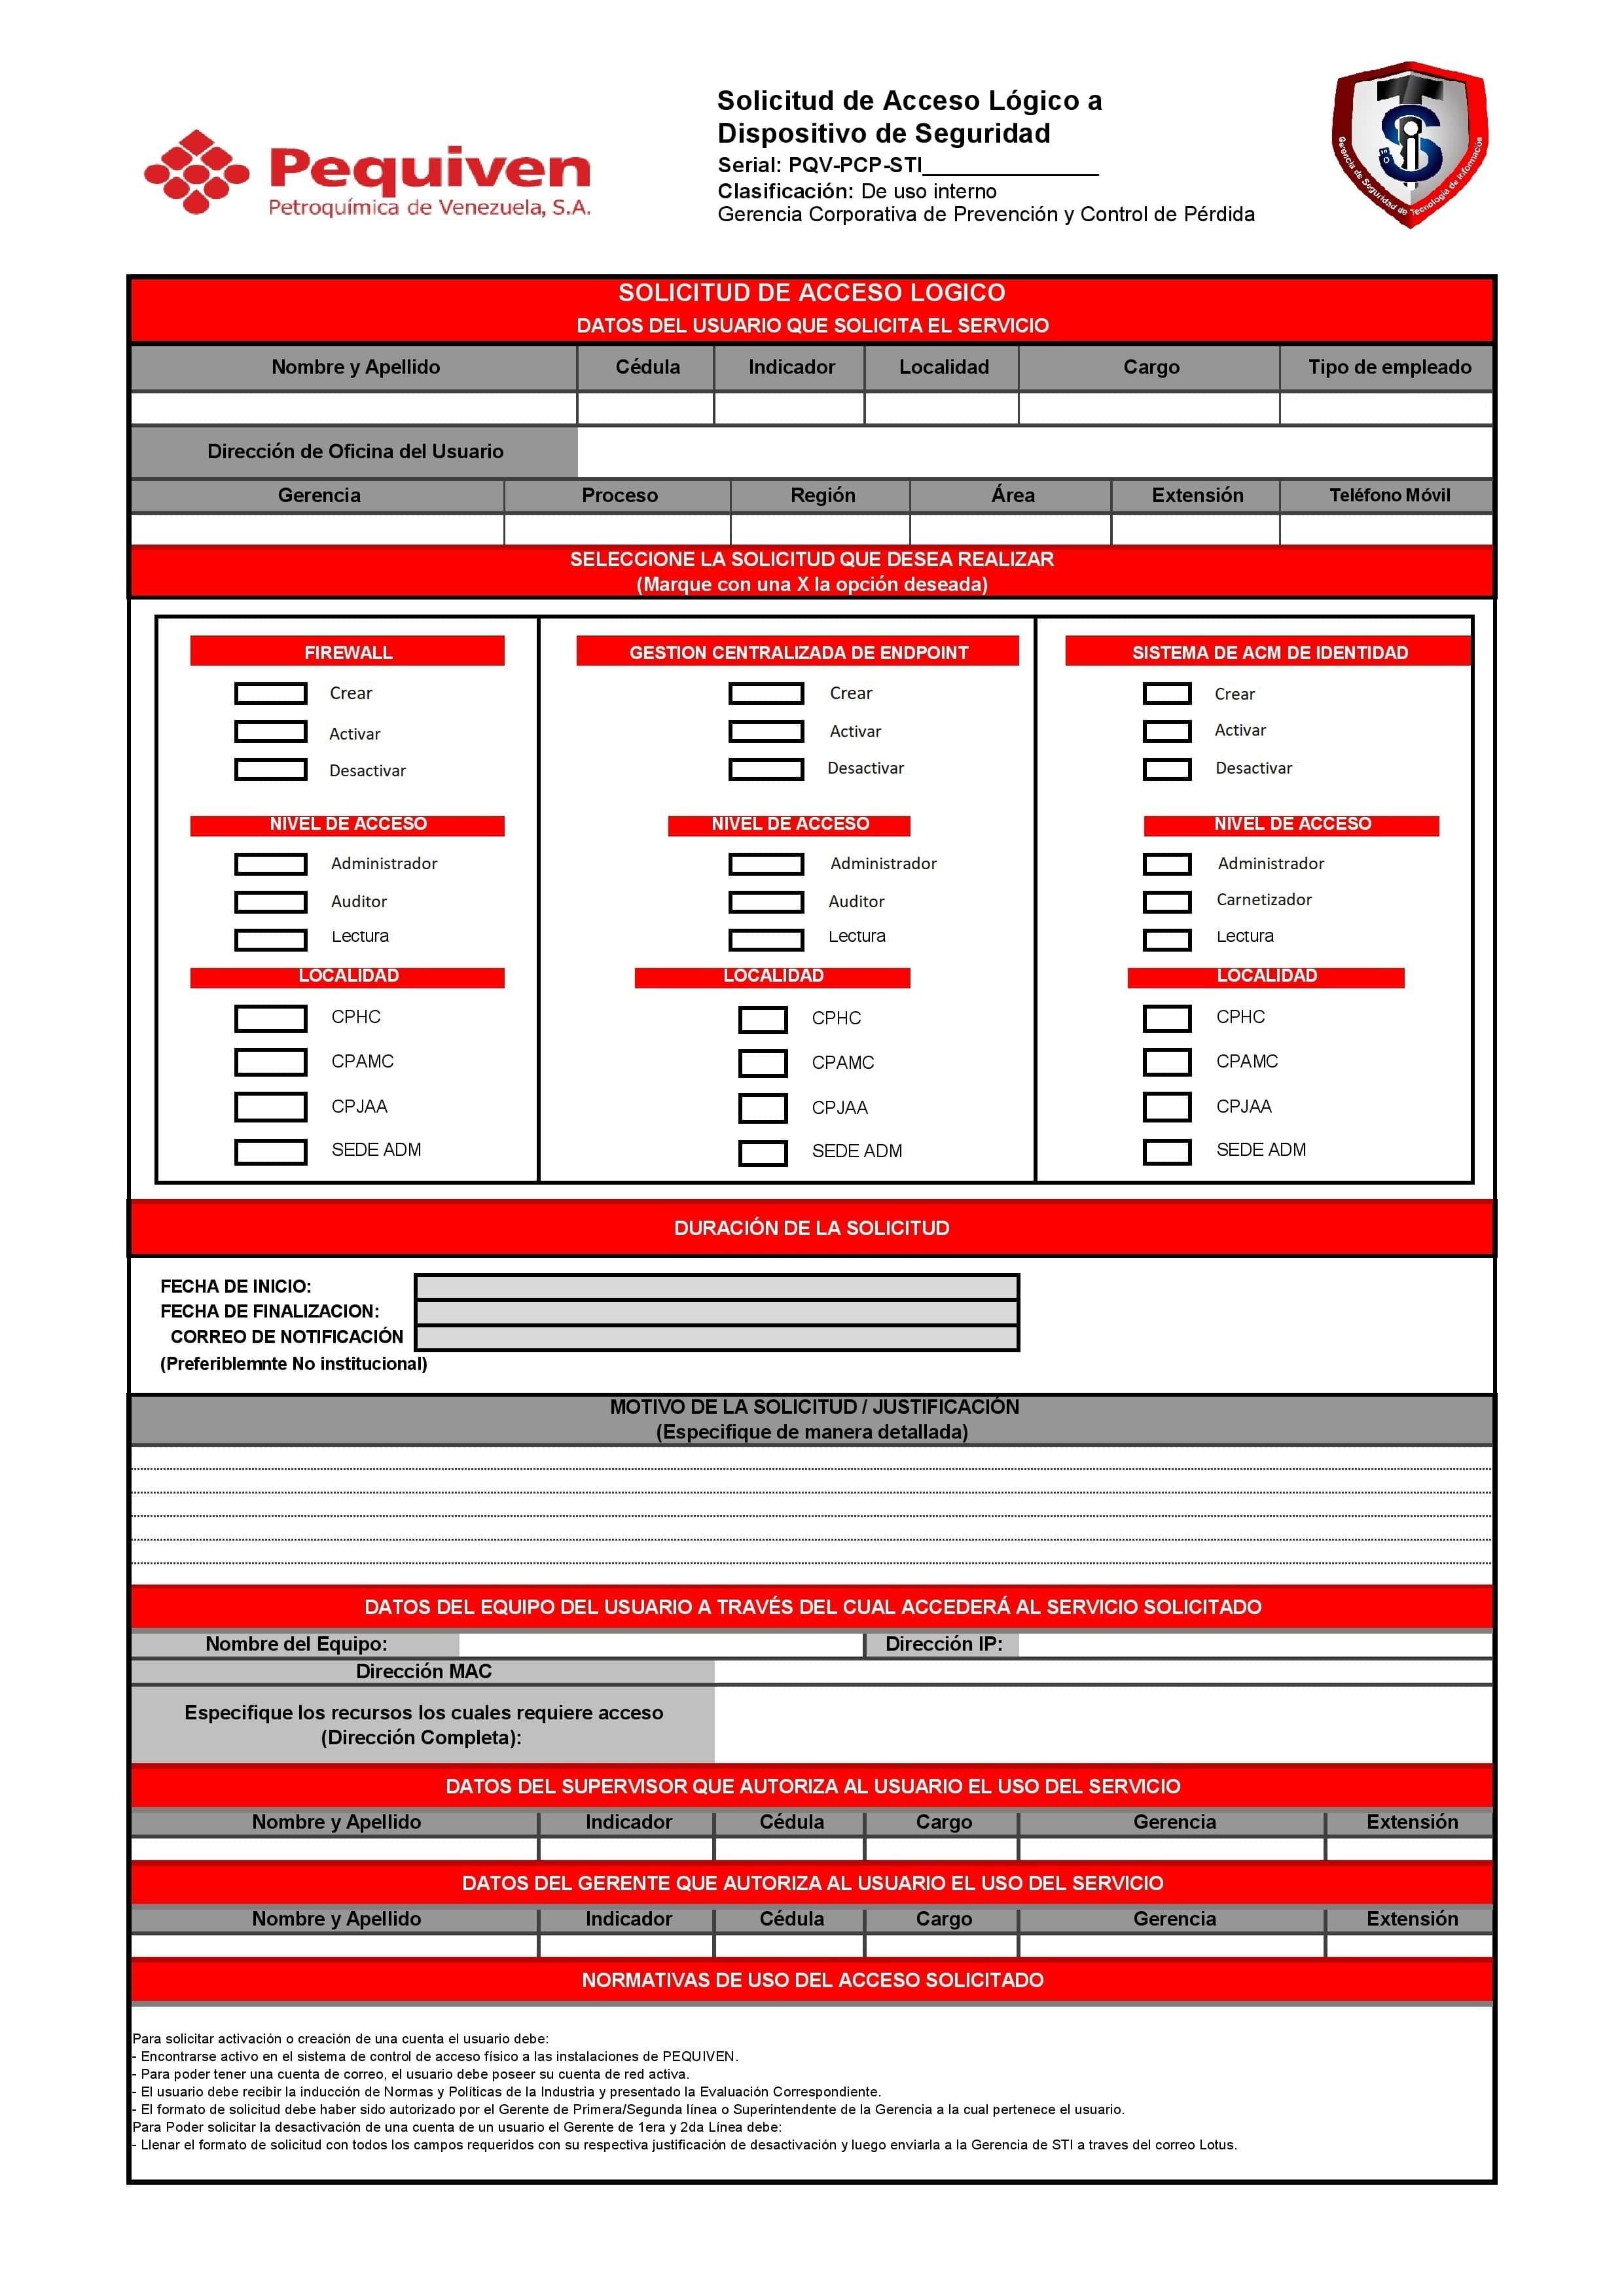 Solicitud de Acceso Lógico a
Dispositivo de Seguridad
Serial: PQV-PCP-STI________________
Clasificación: De uso interno
Gerencia Corporativa de Prevención y Control de Pérdida
Pequiven
Petroquímica de Venezuela, S.A.
Gerencia de Seguridad de Tecnología de Información
SOLICITUD DE ACCESO LOGICO
DATOS DEL USUARIO QUE SOLICITA EL SERVICIO
Nombre y Apellido Cédula Indicador Localidad Cargo Tipo de empleado
Dirección de Oficina del Usuario
Gerencia Proceso Región Área Extensión Teléfono Móvil
SELECCIONE LA SOLICITUD QUE DESEA REALIZAR
(Marque con una X la opción deseada)
FIREWALL
Crear
Activar
Desactivar
NIVEL DE ACCESO
Administrador
Auditor
Lectura
LOCALIDAD
CPHC
CPAMC
CPJAA
SEDE ADM
GESTION CENTRALIZADA DE ENDPOINT
Crear
Activar
Desactivar
NIVEL DE ACCESO
Administrador
Auditor
Lectura
LOCALIDAD
CPHC
CPAMC
CPJAA
SEDE ADM
SISTEMA DE ACM DE IDENTIDAD
Crear
Activar
Desactivar
NIVEL DE ACCESO
Administrador
Carnetizador
Lectura
LOCALIDAD
CPHC
CPAMC
CPJAA
SEDE ADM
DURACIÓN DE LA SOLICITUD
FECHA DE INICIO:
FECHA DE FINALIZACION:
CORREO DE NOTIFICACIÓN
(Preferiblemnte No institucional)
MOTIVO DE LA SOLICITUD / JUSTIFICACIÓN
(Especifique de manera detallada)
DATOS DEL EQUIPO DEL USUARIO A TRAVÉS DEL CUAL ACCEDERÁ AL SERVICIO SOLICITADO
Nombre del Equipo: Dirección IP:
Dirección MAC
Especifique los recursos los cuales requiere acceso
(Dirección Completa):
DATOS DEL SUPERVISOR QUE AUTORIZA AL USUARIO EL USO DEL SERVICIO
Nombre y Apellido Indicador Cédula Cargo Gerencia Extensión
DATOS DEL GERENTE QUE AUTORIZA AL USUARIO EL USO DEL SERVICIO
Nombre y Apellido Indicador Cédula Cargo Gerencia Extensión
NORMATIVAS DE USO DEL ACCESO SOLICITADO
Para solicitar activación o creación de una cuenta el usuario debe:
- Encontrarse activo en el sistema de control de acceso físico a las instalaciones de PEQUIVEN.
- Para poder tener una cuenta de correo, el usuario debe poseer su cuenta de red activa.
- El usuario debe recibir la inducción de Normas y Políticas de la Industria y presentado la Evaluación Correspondiente.
- El formato de solicitud debe haber sido autorizado por el Gerente de Primera/Segunda línea o Superintendente de la Gerencia a la cual pertenece el usuario.
Para Poder solicitar la desactivación de una cuenta de un usuario el Gerente de 1era y 2da Línea debe:
- Llenar el formato de solicitud con todos los campos requeridos con su respectiva justificación de desactivación y luego enviarla a la Gerencia de STI a traves del correo Lotus.